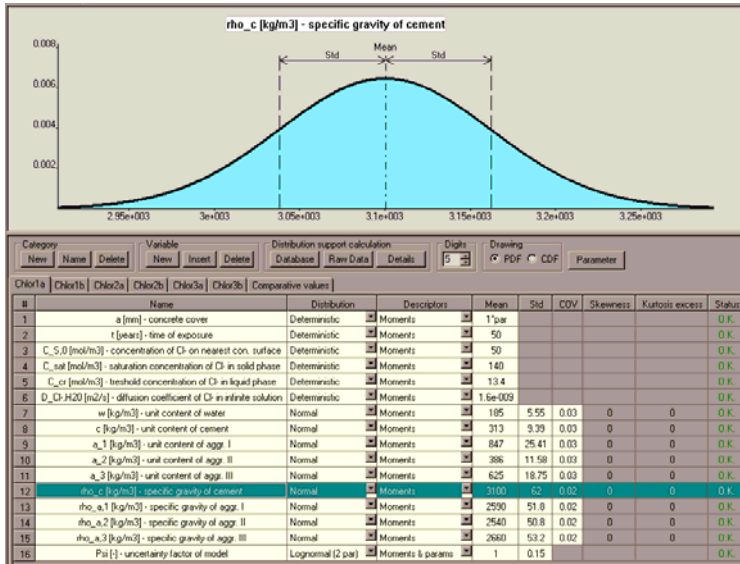 rho_c [kg/m3] - specific gravity of cement
Mean
Std Std
0.008
0.006
0.004
0.002
2.95e+003 3e+003 3.05e+003 3.1e+003 3.15e+003 3.2e+003 3.25e+003
Category Variable Distribution support calculation Digits Drawing
New Name Delete New Insert Delete Database Raw Data Details 5 PDF CDF Parameter
Chlor1a Chlor1b Chlor2a Chlor2b Chlor3a Chlor3b Comparative values
# Name Distribution Descriptors Mean Std COV Skewness Kurtosis excess Status
1 a [mm] - concrete cover Deterministic Moments 1*par O.K.
2 t [years] - time of exposure Deterministic Moments 50 O.K.
3 C_S,0 [mol/m3] - concentration of Cl- on nearest con. surface Deterministic Moments 50 O.K.
4 C_sat [mol/m3] - saturation concentration of Cl- in solid phase Deterministic Moments 140 O.K.
5 C_cr [mol/m3] - treshold concentration of Cl- in liquid phase Deterministic Moments 13.4 O.K.
6 D_Cl-,H2O [m2/s] - diffusion coefficient of Cl- in infinite solution Deterministic Moments 1.6e-009 O.K.
7 w [kg/m3] - unit content of water Normal Moments 185 5.55 0.03 0 0 O.K.
8 c [kg/m3] - unit content of cement Normal Moments 313 9.39 0.03 0 0 O.K.
9 a_1 [kg/m3] - unit content of aggr. I Normal Moments 847 25.41 0.03 0 0 O.K.
10 a_2 [kg/m3] - unit content of aggr. II Normal Moments 386 11.58 0.03 0 0 O.K.
11 a_3 [kg/m3] - unit content of aggr. III Normal Moments 625 18.75 0.03 0 0 O.K.
12 rho_c [kg/m3] - specific gravity of cement Normal Moments 3100 62 0.02 0 0 O.K.
13 rho_a,1 [kg/m3] - specific gravity of aggr. I Normal Moments 2590 51.8 0.02 0 0 O.K.
14 rho_a,2 [kg/m3] - specific gravity of aggr. II Normal Moments 2540 50.8 0.02 0 0 O.K.
15 rho_a,3 [kg/m3] - specific gravity of aggr. III Normal Moments 2660 53.2 0.02 0 0 O.K.
16 Psi [-] - uncertainty factor of model Lognormal (2 par) Moments & params 1 0.15 O.K.